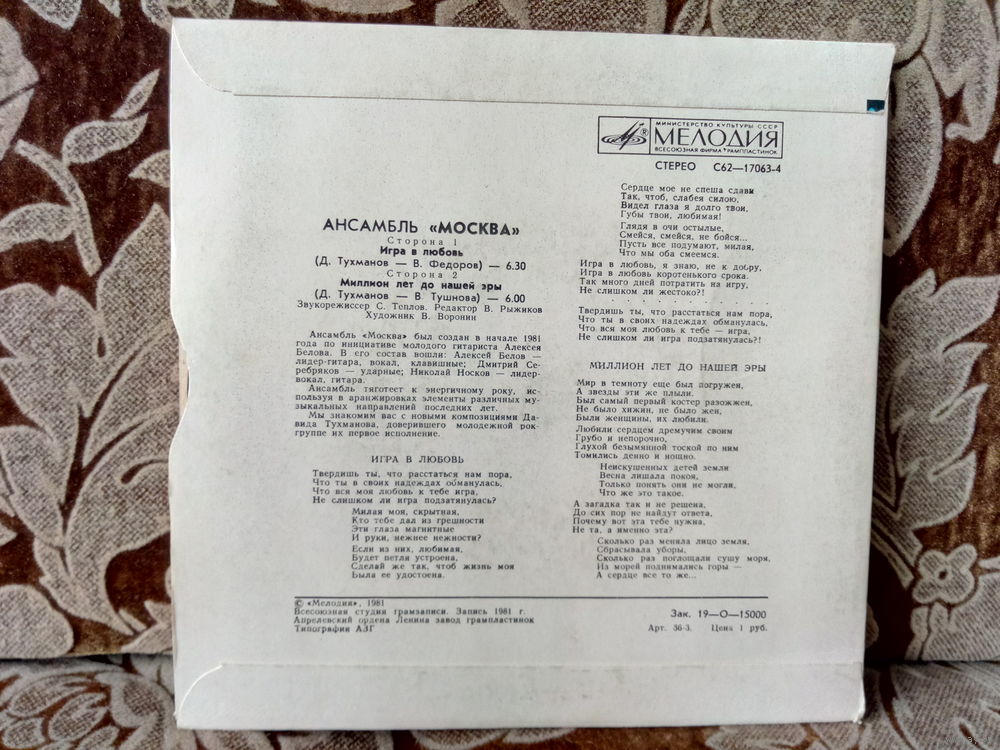 МИНИСТЕРСТВО КУЛЬТУРЫ СССР
МЕЛОДИЯ
ВСЕСОЮЗНАЯ ФИРМА ГРАМПЛАСТИНОК
СТЕРЕО С62—17063-4
АНСАМБЛЬ «МОСКВА»
Сторона 1
Игра в любовь
(Д. Тухманов — В. Федоров) — 6.30
Сторона 2
Миллион лет до нашей эры
(Д. Тухманов — В. Тушнова) — 6.00
Звукорежиссер С. Теплов. Редактор В. Рыжиков
Художник В. Воронин
Ансамбль «Москва» был создан в начале 1981
года по инициативе молодого гитариста Алексея
Белова. В его состав вошли: Алексей Белов —
лидер-гитара, вокал, клавишные; Дмитрий Се-
ребряков — ударные; Николай Носков — лидер-
вокал, гитара.
Ансамбль тяготеет к энергичному року, ис-
пользуя в аранжировках элементы различных му-
зыкальных направлений последних лет.
Мы знакомим вас с новыми композициями Да-
вида Тухманова, доверившего молодежной рок-
группе их первое исполнение.
ИГРА В ЛЮБОВЬ
Твердишь ты, что расстаться нам пора,
Что ты в своих надеждах обманулась,
Что вся моя любовь к тебе игра,
Не слишком ли игра подзатянулась?
Милая моя, скрытная,
Кто тебе дал из грешности
Эти глаза магнитные
И руки, нежнее нежности?
Если из них, любимая,
Будет петля устроена,
Сделай же так, чтоб жизнь моя
Была ее удостоена.
Сердце мое не спеша сдави
Так, чтоб, слабея силою,
Видел глаза я долго твои,
Губы твои, любимая!
Глядя в очи остылые,
Смейся, смейся, не бойся...
Пусть все подумают, милая,
Что мы оба смеемся.
Игра в любовь, я знаю, не к добру,
Игра в любовь коротенького срока.
Так много дней потратить на игру,
Не слишком ли жестоко?!
. . . . . . . . . . . . . .
Твердишь ты, что расстаться нам пора,
Что ты в своих надеждах обманулась,
Что вся моя любовь к тебе — игра,
Не слишком ли игра подзатянулась?!
МИЛЛИОН ЛЕТ ДО НАШЕЙ ЭРЫ
Мир в темноту еще был погружен,
А звезды эти же плыли.
Был самый первый костер разожжен,
Не было хижин, не было жен,
Были женщины, их любили.
Любили сердцем дремучим своим
Грубо и непорочно,
Глухой безымянной тоской по ним
Томились денно и нощно.
Неискушенных детей земли
Весна лишала покоя,
Только понять они не могли,
Что же это такое.
А загадка так и не решена,
До сих пор не найдут ответа,
Почему вот эта тебе нужна,
Не та, а именно эта?
Сколько раз меняла лицо земля,
Сбрасывала уборы,
Сколько раз поглощали сушу моря,
Из морей поднимались горы —
А сердце все то же...
© «Мелодия», 1981
Всесоюзная студия грамзаписи. Запись 1981 г.
Апрелевский ордена Ленина завод грампластинок
Типография АЗГ
Зак. 19—О—15000
Арт. 36-3. Цена 1 руб.